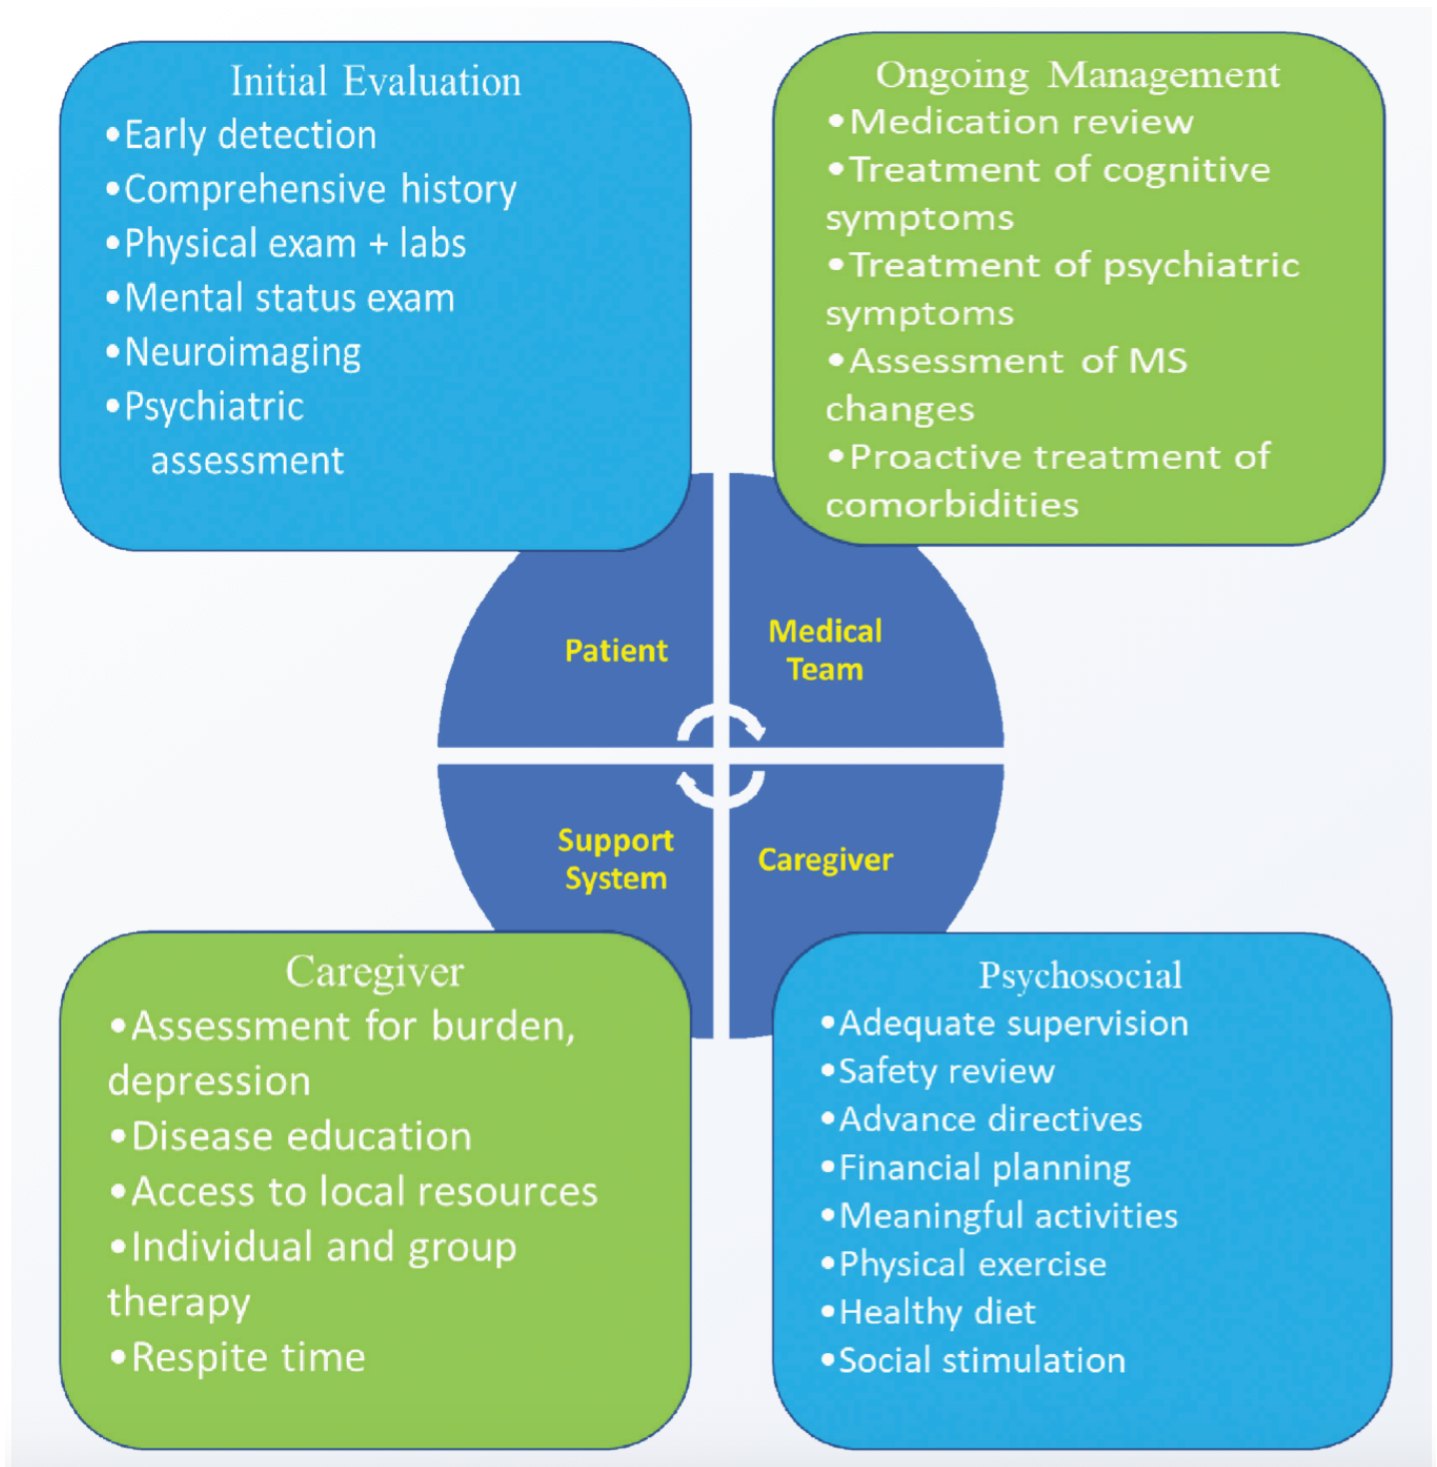 Initial Evaluation
•Early detection
•Comprehensive history
•Physical exam + labs
•Mental status exam
•Neuroimaging
•Psychiatric
assessment
Ongoing Management
•Medication review
•Treatment of cognitive
symptoms
•Treatment of psychiatric
symptoms
•Assessment of MS
changes
•Proactive treatment of
comorbidities
Patient
Medical
Team
Support
System
Caregiver
Caregiver
•Assessment for burden,
depression
•Disease education
•Access to local resources
•Individual and group
therapy
•Respite time
Psychosocial
•Adequate supervision
•Safety review
•Advance directives
•Financial planning
•Meaningful activities
•Physical exercise
•Healthy diet
•Social stimulation